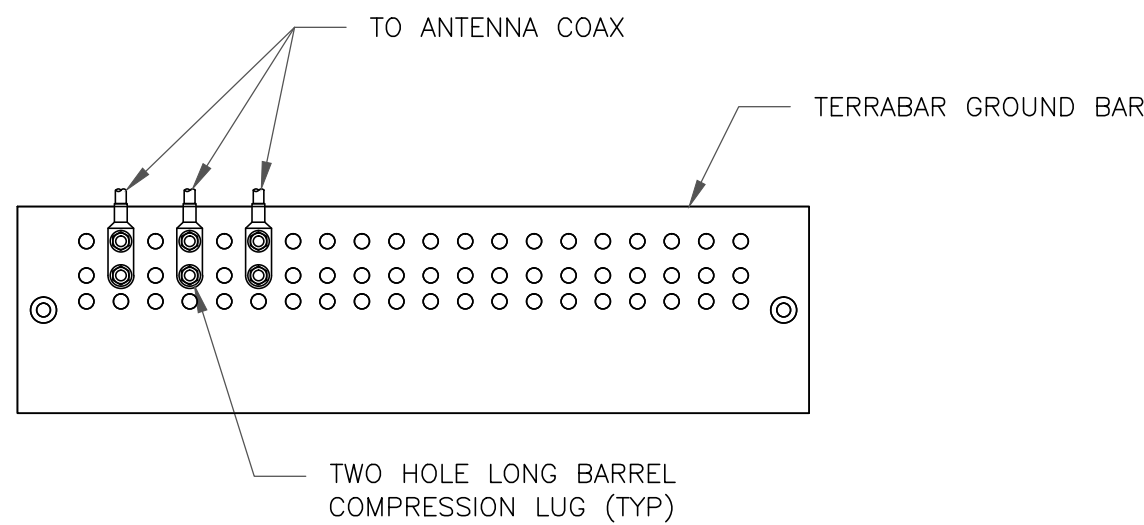 TO ANTENNA COAX
TERRABAR GROUND BAR
TWO HOLE LONG BARREL
COMPRESSION LUG (TYP)